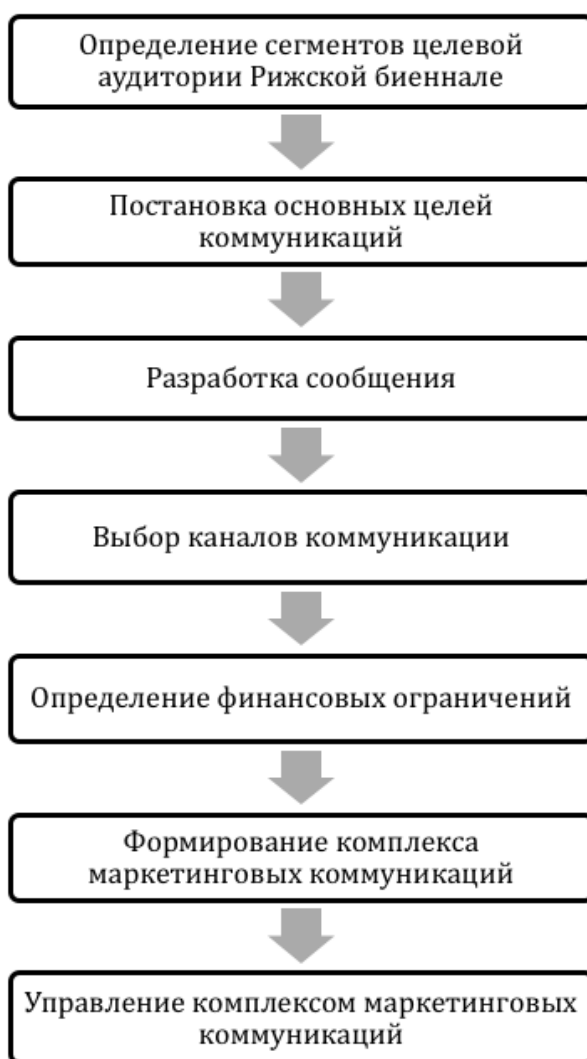 Определение сегментов целевой
аудитории Рижской биеннале
Постановка основных целей
коммуникаций
Разработка сообщения
Выбор каналов коммуникации
Определение финансовых ограничений
Формирование комплекса
маркетинговых коммуникаций
Управление комплексом маркетинговых
коммуникаций